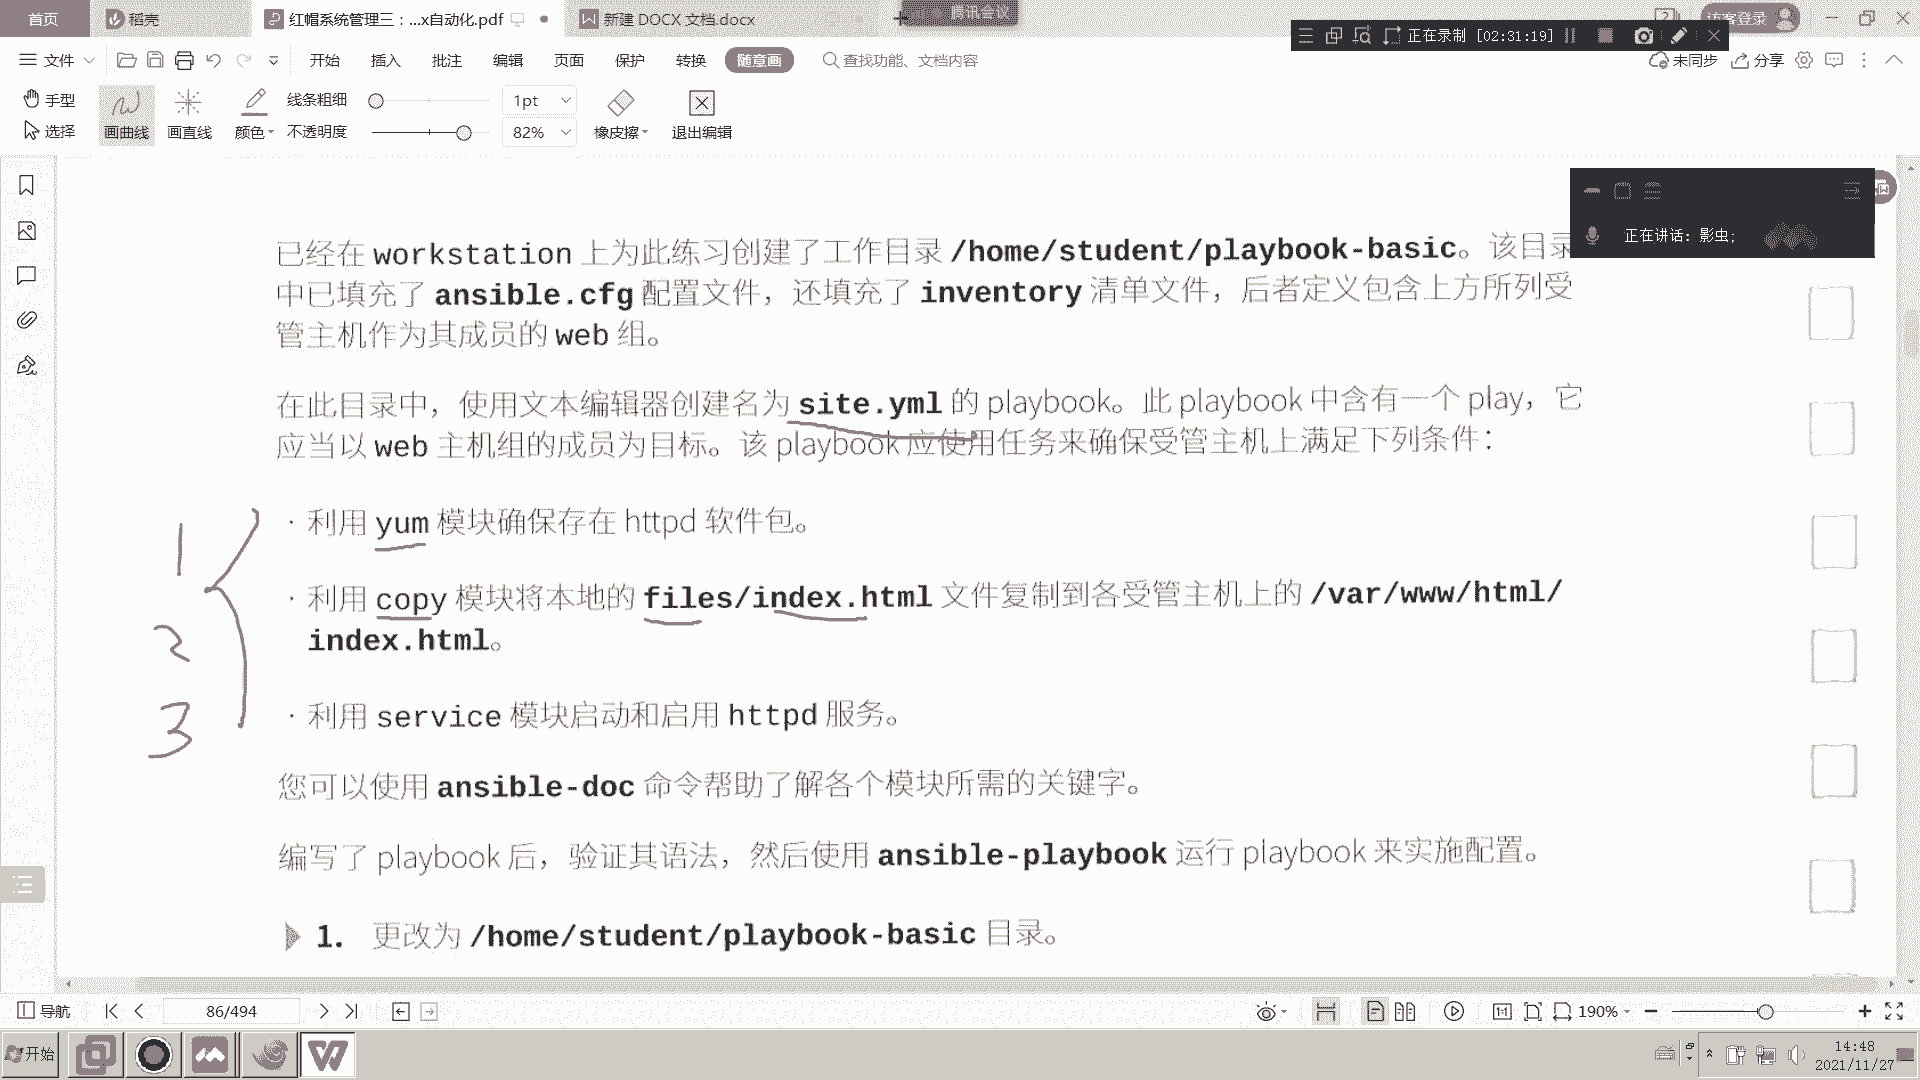 首页
稻壳
红帽系统管理三：...x自动化.pdf
新建 DOCX 文档.docx
腾讯会议
访客登录
正在录制 [02:31:19]
文件
开始 插入 批注 编辑 页面 保护 转换 随意画 查找功能、文档内容
未同步 分享
手型
选择
画曲线 画直线 颜色
线条粗细 1pt
不透明度 82%
橡皮擦 退出编辑
正在讲话: 影虫;
已经在 workstation 上为此练习创建了工作目录 /home/student/playbook-basic。该目录
中已填充了 ansible.cfg 配置文件，还填充了 inventory 清单文件，后者定义包含上方所列受
管主机作为其成员的 web 组。
在此目录中，使用文本编辑器创建名为 site.yml 的 playbook。此 playbook 中含有一个 play，它
应当以 web 主机组的成员为目标。该 playbook 应使用任务来确保受管主机上满足下列条件：
1
· 利用 yum 模块确保存在 httpd 软件包。
2
· 利用 copy 模块将本地的 files/index.html 文件复制到各受管主机上的 /var/www/html/
index.html。
3
· 利用 service 模块启动和启用 httpd 服务。
您可以使用 ansible-doc 命令帮助了解各个模块所需的关键字。
编写了 playbook 后，验证其语法，然后使用 ansible-playbook 运行 playbook 来实施配置。
1. 更改为 /home/student/playbook-basic 目录。
导航
86/494
190%
开始
14:48
2021/11/27